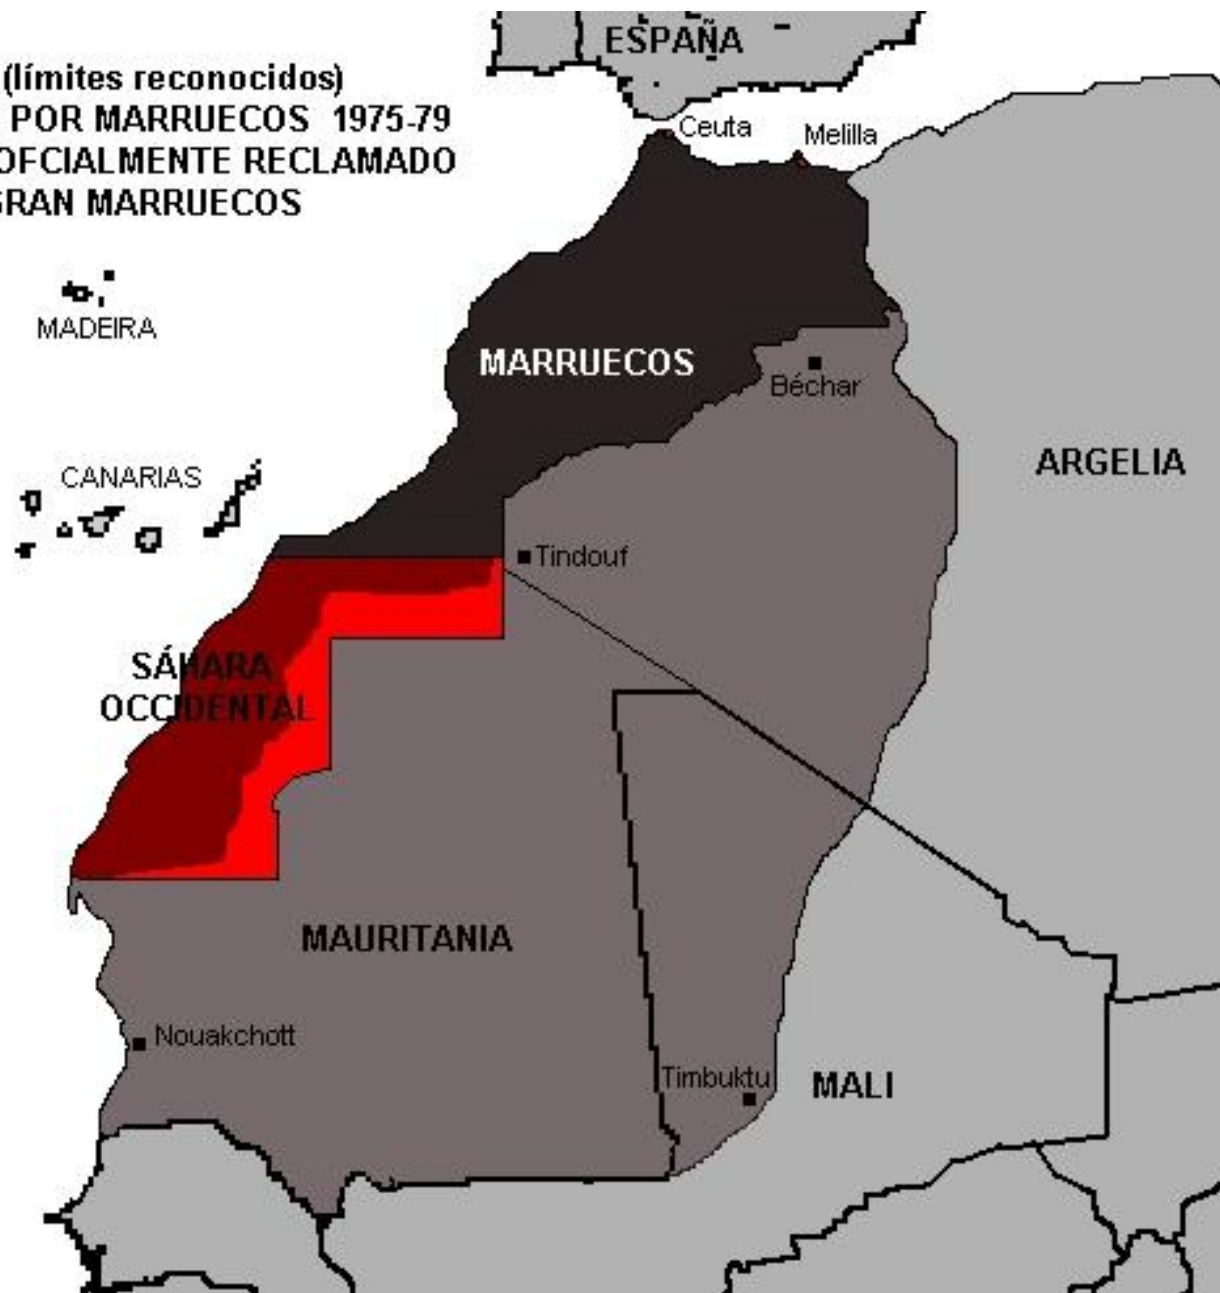 ESPAÑA
(límites reconocidos)
POR MARRUECOS 1975-79
OFCIALMENTE RECLAMADO
GRAN MARRUECOS
Ceuta
Melilla
MADEIRA
MARRUECOS
Béchar
ARGELIA
CANARIAS
Tindouf
SÁHARA
OCCIDENTAL
MAURITANIA
Nouakchott
Timbuktu
MALI